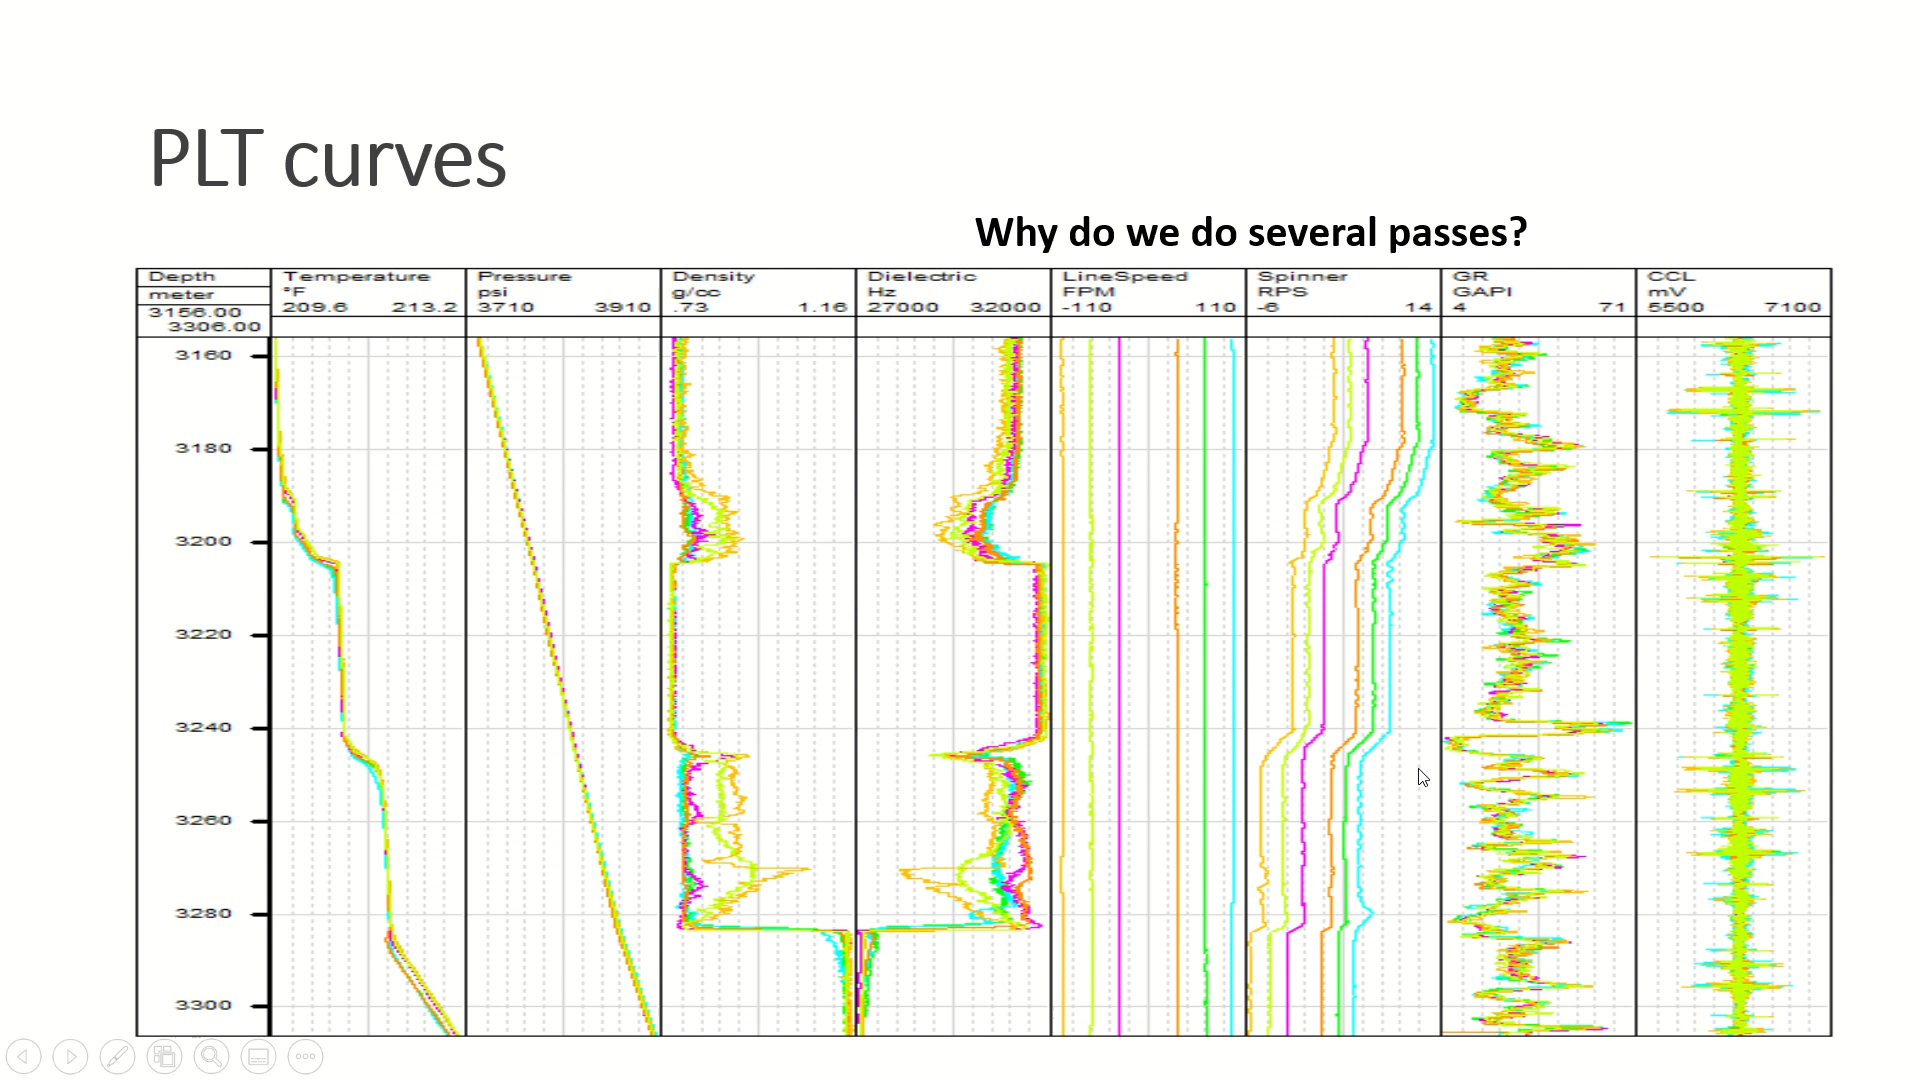 PLT curves
Why do we do several passes?
Depth Temperature Pressure Density Dielectric LineSpeed Spinner GR CCL
meter °F psi g/cc Hz FPM RPS GAPI mV
3156.00 209.6 213.2 3710 3910 .73 1.16 27000 32000 -110 110 -6 14 4 71 5500 7100
3306.00
3160
3180
3200
3220
3240
3260
3280
3300